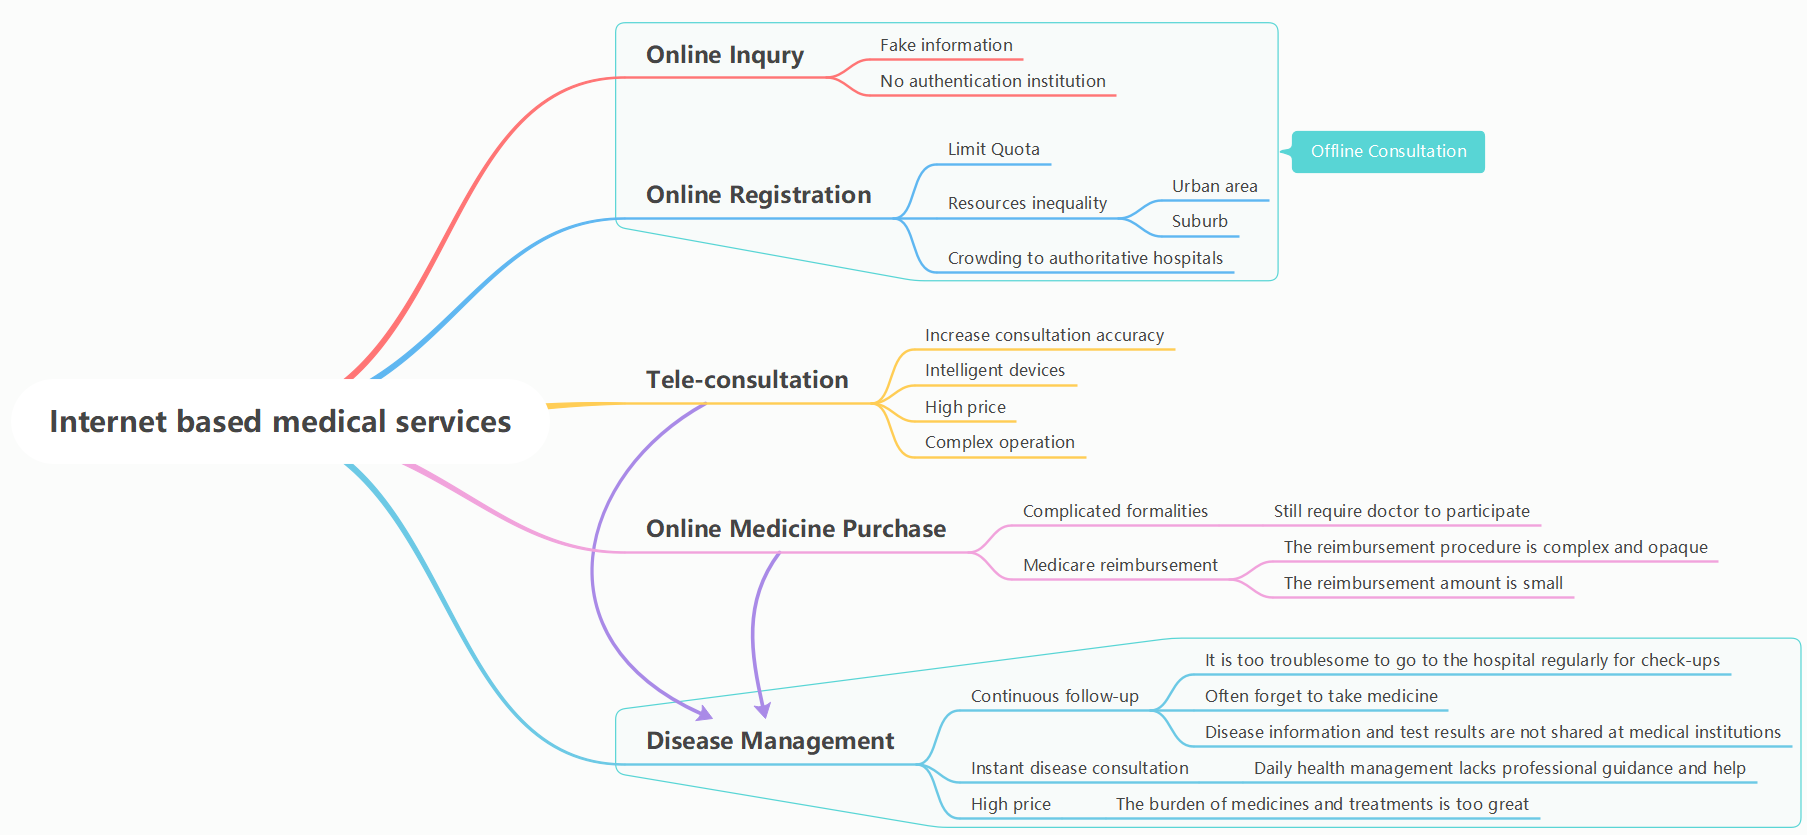 Online Inqury
Fake information
No authentication institution
Offline Consultation
Online Registration
Limit Quota
Resources inequality
Urban area
Suburb
Crowding to authoritative hospitals
Internet based medical services
Tele-consultation
Increase consultation accuracy
Intelligent devices
High price
Complex operation
Online Medicine Purchase
Complicated formalities
Still require doctor to participate
Medicare reimbursement
The reimbursement procedure is complex and opaque
The reimbursement amount is small
Disease Management
Continuous follow-up
It is too troublesome to go to the hospital regularly for check-ups
Often forget to take medicine
Disease information and test results are not shared at medical institutions
Instant disease consultation
Daily health management lacks professional guidance and help
High price
The burden of medicines and treatments is too great